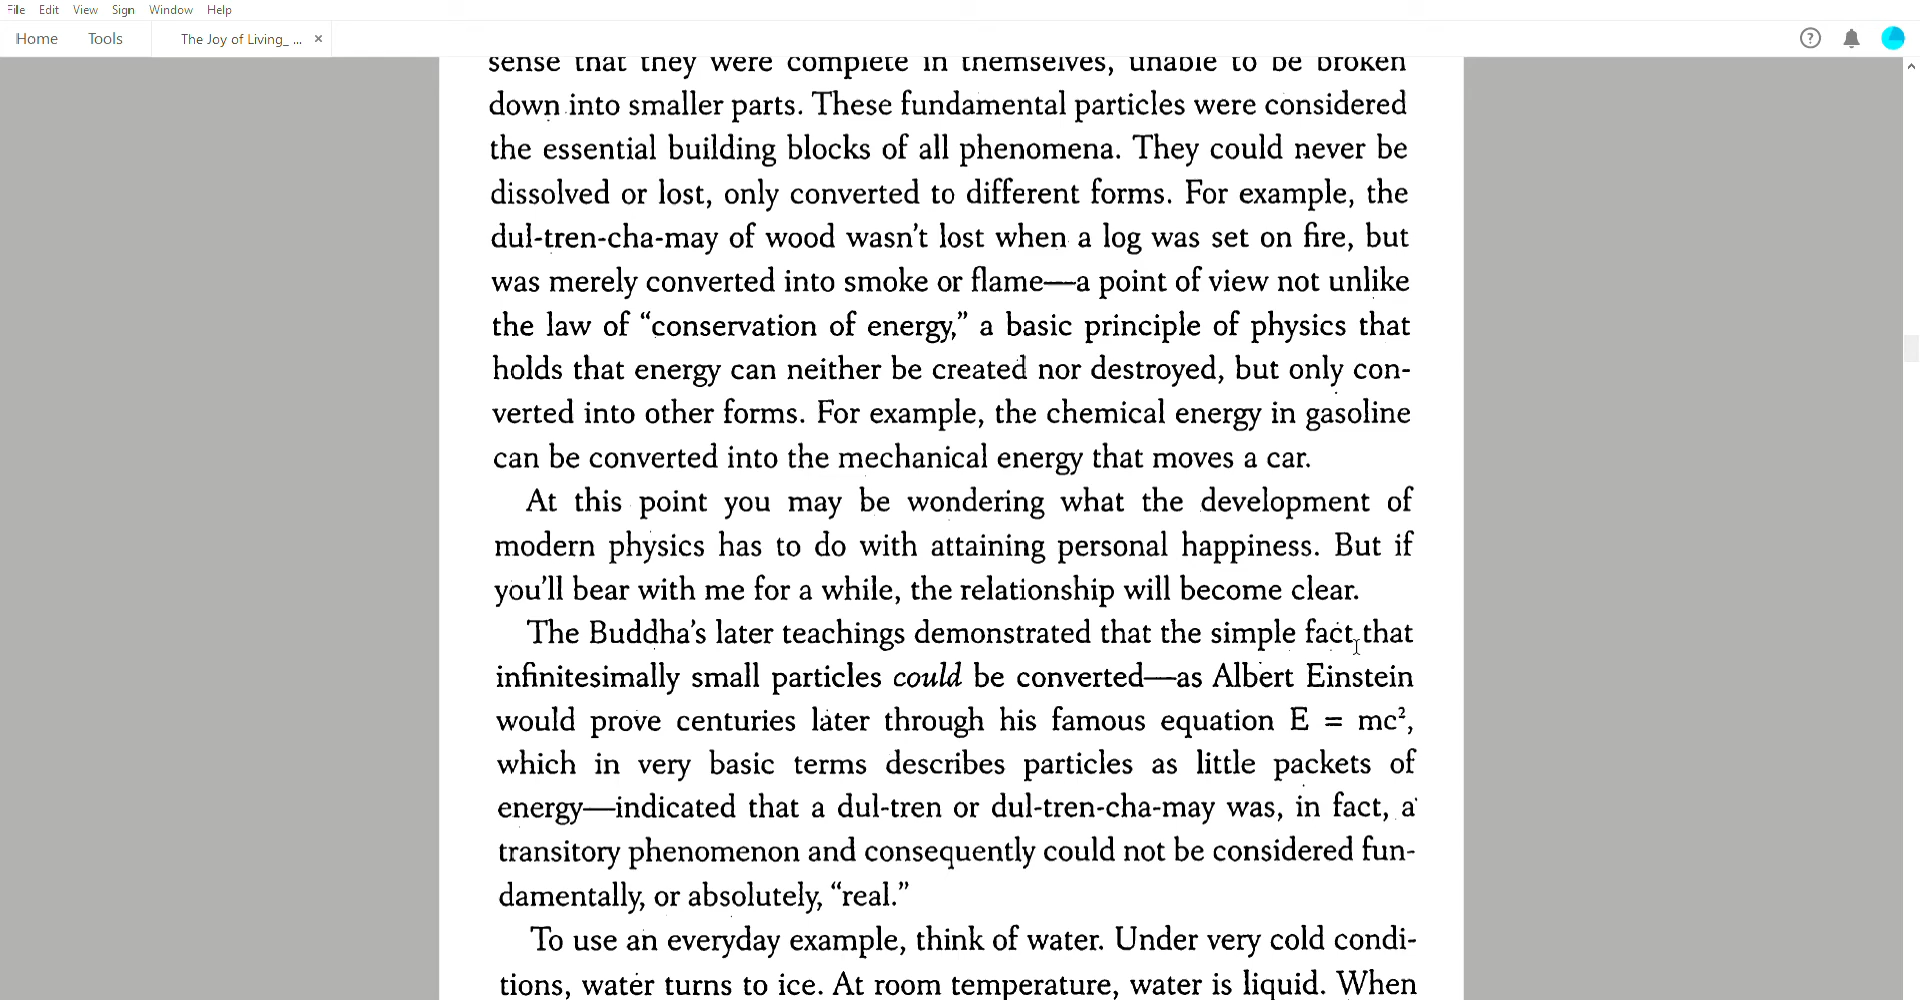 File Edit View Sign Window Help
Home Tools The Joy of Living_ ... ×
sense that they were complete in themselves, unable to be broken
down into smaller parts. These fundamental particles were considered
the essential building blocks of all phenomena. They could never be
dissolved or lost, only converted to different forms. For example, the
dul-tren-cha-may of wood wasn't lost when a log was set on fire, but
was merely converted into smoke or flame—a point of view not unlike
the law of “conservation of energy,” a basic principle of physics that
holds that energy can neither be created nor destroyed, but only con-
verted into other forms. For example, the chemical energy in gasoline
can be converted into the mechanical energy that moves a car.
At this point you may be wondering what the development of
modern physics has to do with attaining personal happiness. But if
you'll bear with me for a while, the relationship will become clear.
The Buddha's later teachings demonstrated that the simple fact that
infinitesimally small particles could be converted—as Albert Einstein
would prove centuries later through his famous equation E = mc²,
which in very basic terms describes particles as little packets of
energy—indicated that a dul-tren or dul-tren-cha-may was, in fact, a
transitory phenomenon and consequently could not be considered fun-
damentally, or absolutely, “real.”
To use an everyday example, think of water. Under very cold condi-
tions, water turns to ice. At room temperature, water is liquid. When